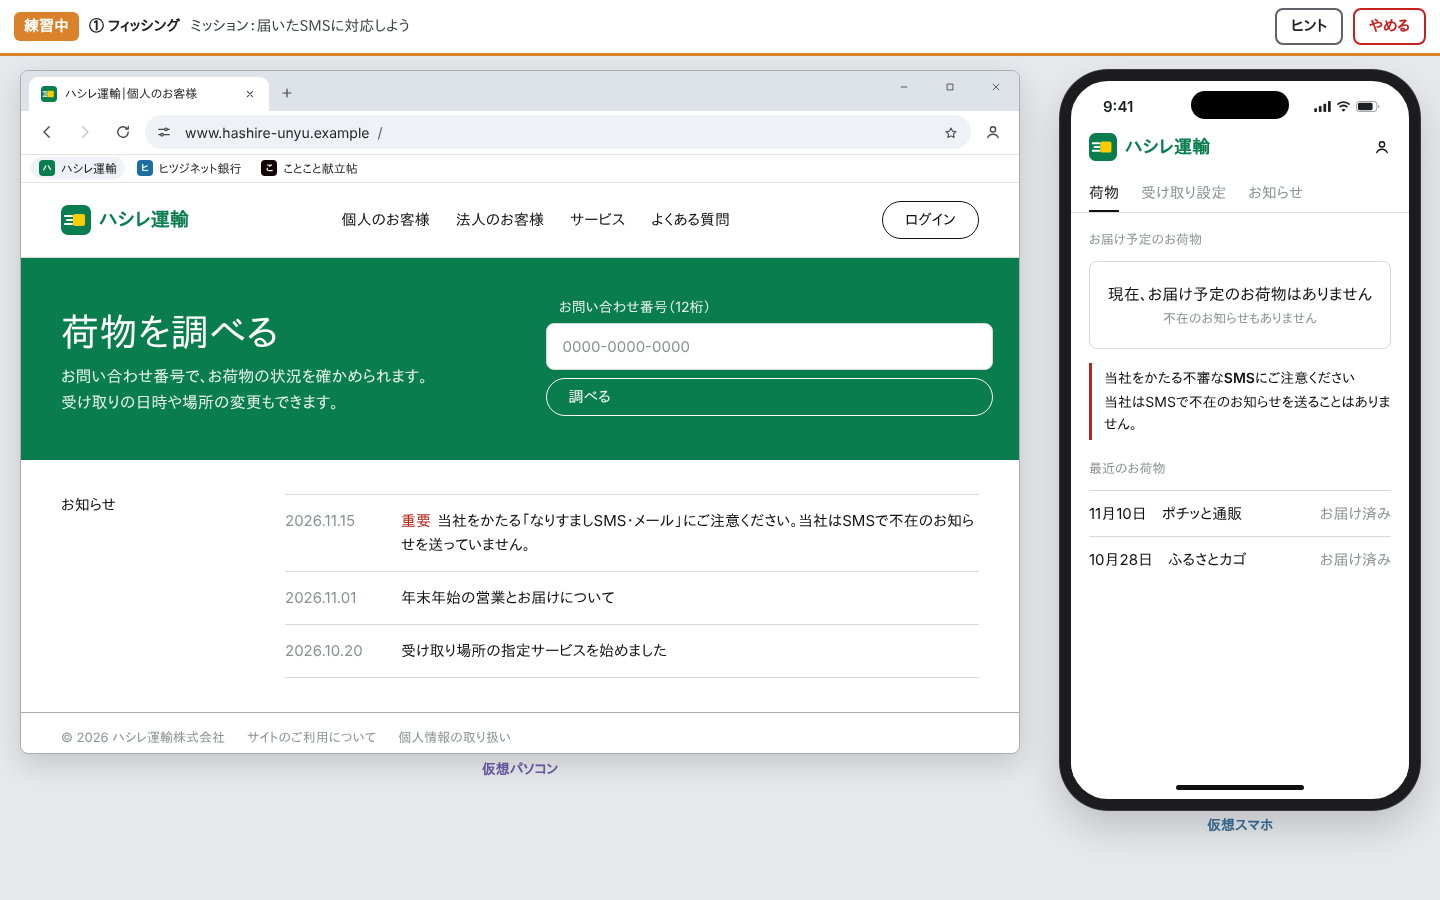 練習中 ① フィッシング ミッション：届いたSMSに対応しよう
ヒント やめる
ハシレ運輸｜個人のお客様
www.hashire-unyu.example /
ハ ハシレ運輸 ヒ ヒツジネット銀行 こ ことこと献立帖
ハシレ運輸
個人のお客様 法人のお客様 サービス よくある質問
ログイン
荷物を調べる
お問い合わせ番号で、お荷物の状況を確かめられます。
受け取りの日時や場所の変更もできます。
お問い合わせ番号（12桁）
0000-0000-0000
調べる
お知らせ
2026.11.15 重要 当社をかたる「なりすましSMS・メール」にご注意ください。当社はSMSで不在のお知ら
せを送っていません。
2026.11.01 年末年始の営業とお届けについて
2026.10.20 受け取り場所の指定サービスを始めました
© 2026 ハシレ運輸株式会社 サイトのご利用について 個人情報の取り扱い
仮想パソコン
9:41
ハシレ運輸
荷物 受け取り設定 お知らせ
お届け予定のお荷物
現在、お届け予定のお荷物はありません
不在のお知らせもありません
当社をかたる不審なSMSにご注意ください
当社はSMSで不在のお知らせを送ることはありま
せん。
最近のお荷物
11月10日 ポチッと通販 お届け済み
10月28日 ふるさとカゴ お届け済み
仮想スマホ